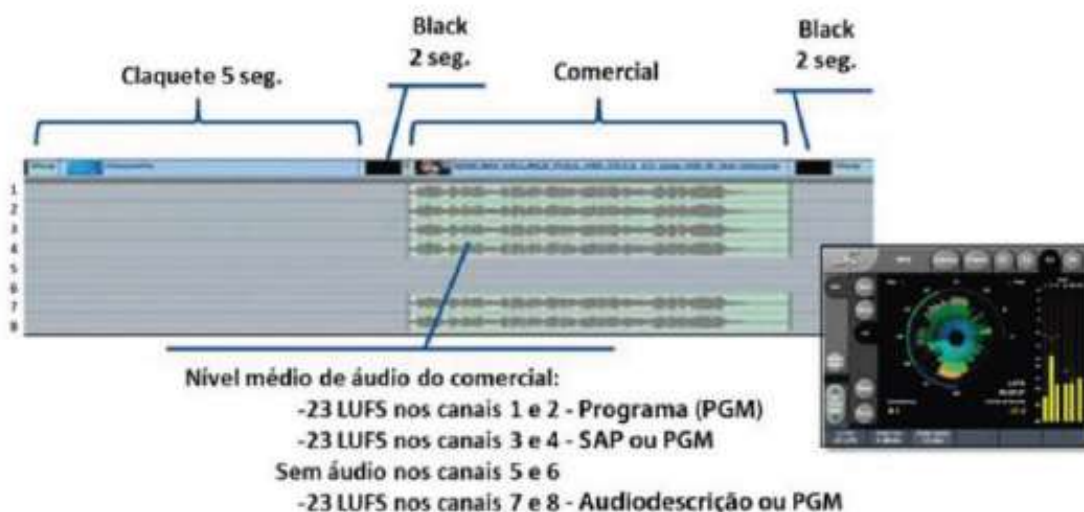 Black
2 seg.
Black
2 seg.
Claquete 5 seg.
Comercial
1
2
3
4
5
6
7
8
Nível médio de áudio do comercial:
-23 LUFS nos canais 1 e 2 - Programa (PGM)
-23 LUFS nos canais 3 e 4 - SAP ou PGM
Sem áudio nos canais 5 e 6
-23 LUFS nos canais 7 e 8 - Audiodescrição ou PGM